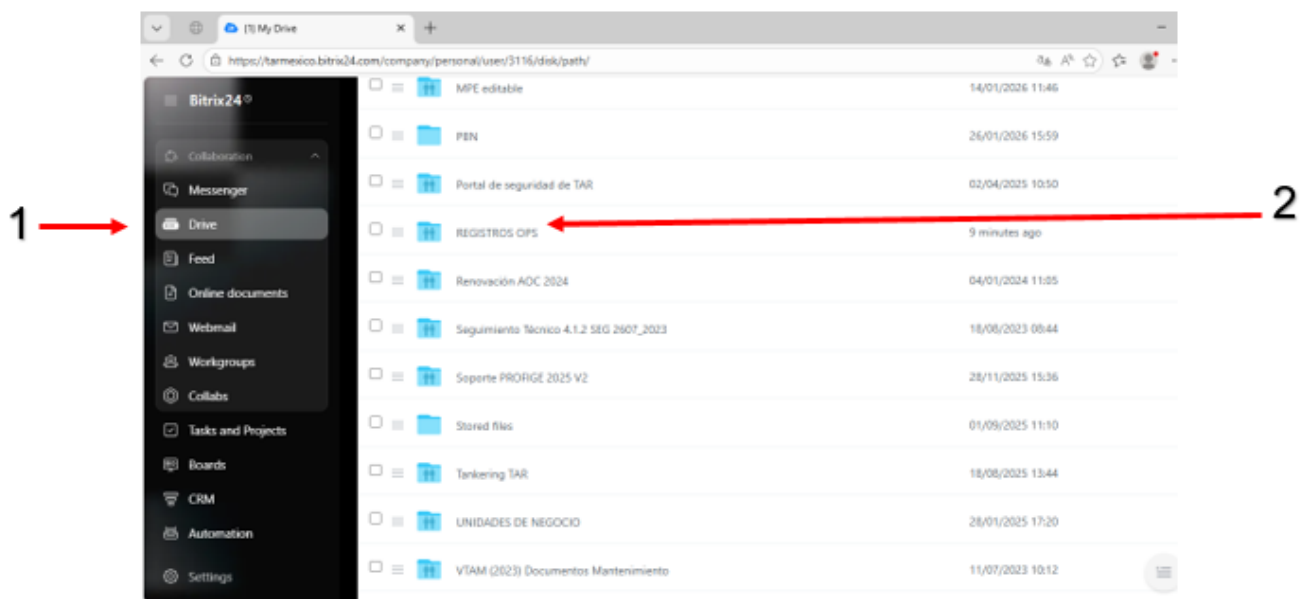 (1) My Drive
https://tarmexico.bitrix24.com/company/personal/user/3116/disk/path/
Bitrix24
Collaboration
Messenger
1
Drive
Feed
Online documents
Webmail
Workgroups
Collabs
Tasks and Projects
Boards
CRM
Automation
Settings
MPE editable 14/01/2026 11:46
PBN 26/01/2026 15:59
Portal de seguridad de TAR 02/04/2025 10:50
2
REGISTROS OPS 9 minutes ago
Renovación AOC 2024 04/01/2024 11:05
Seguimiento Técnico 4.1.2 SEG 2607_2023 18/08/2023 08:44
Soporte PROFIGE 2025 V2 28/11/2025 15:36
Stored files 01/09/2025 11:10
Tankering TAR 18/08/2025 13:44
UNIDADES DE NEGOCIO 28/01/2025 17:20
VTAM (2023) Documentos Mantenimiento 11/07/2023 10:12